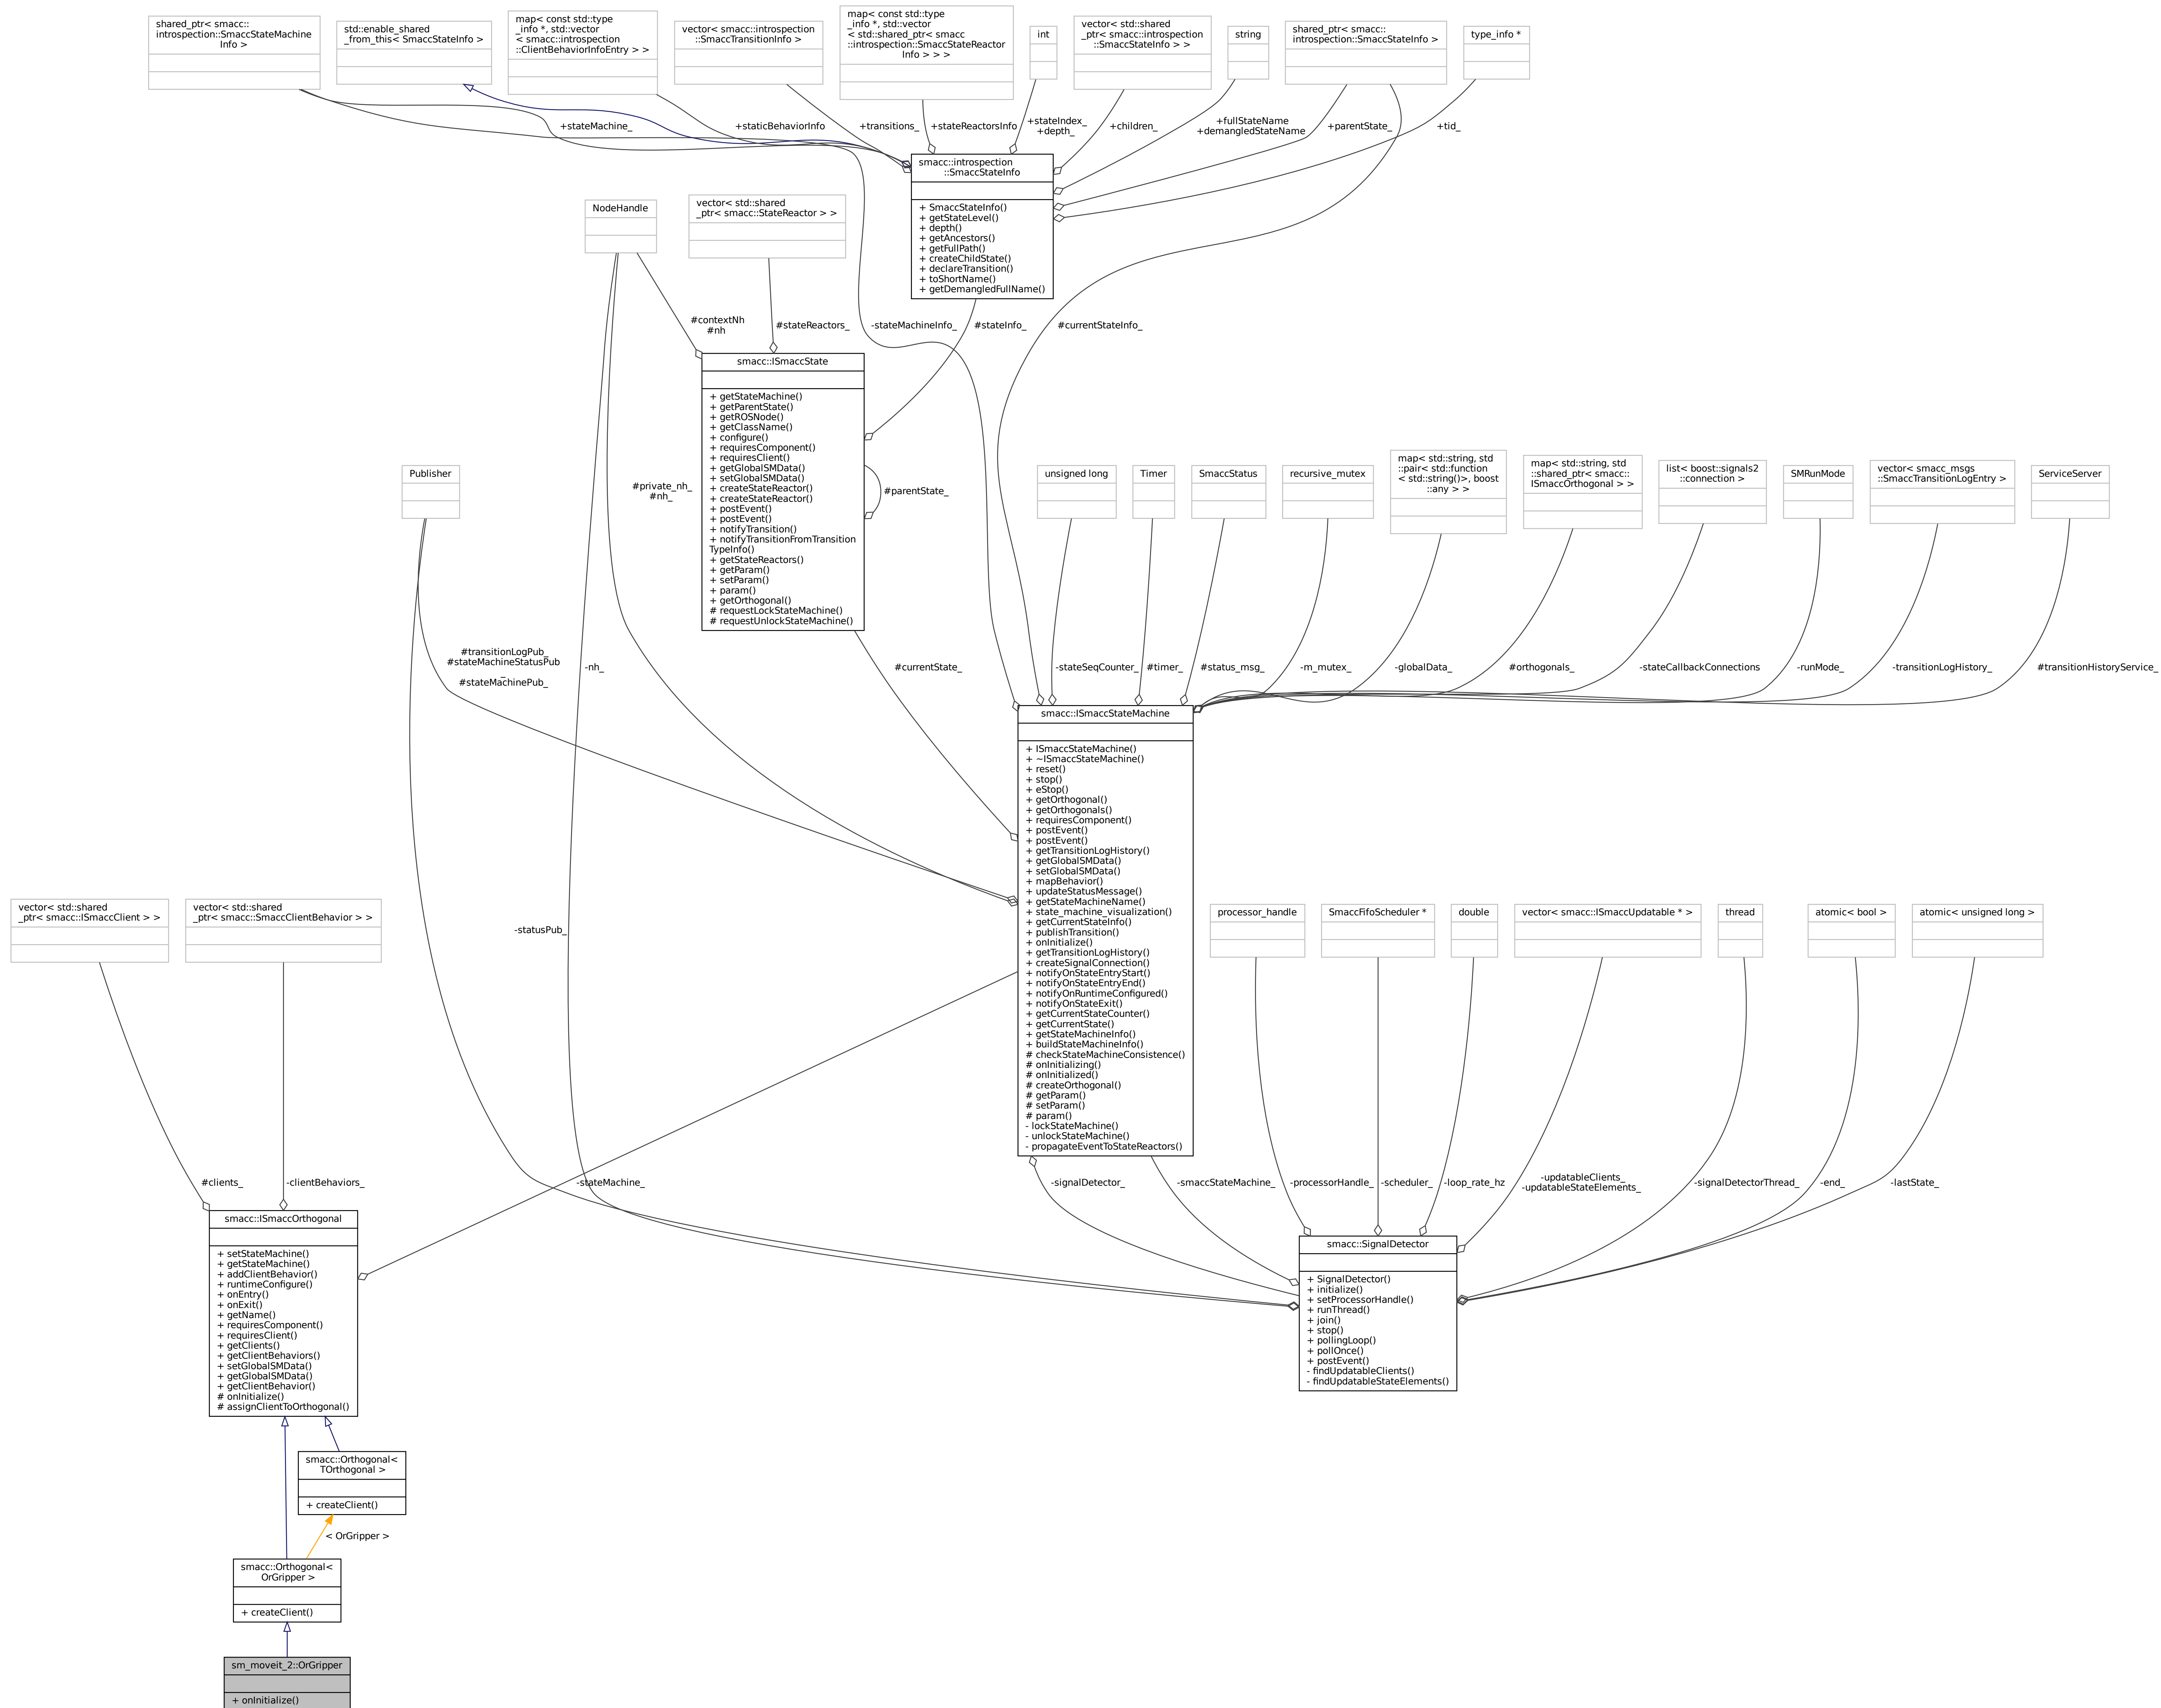 shared_ptr< smacc::
introspection::SmaccStateMachine
Info >
std::enable_shared
_from_this< SmaccStateInfo >
map< const std::type
_info *, std::vector
< smacc::introspection
::ClientBehaviorInfoEntry > >
vector< smacc::introspection
::SmaccTransitionInfo >
map< const std::type
_info *, std::vector
< std::shared_ptr< smacc
::introspection::SmaccStateReactor
Info > > >
int
vector< std::shared
_ptr< smacc::introspection
::SmaccStateInfo > >
string
shared_ptr< smacc::
introspection::SmaccStateInfo >
type_info *
+stateMachine_
+staticBehaviorInfo
+transitions_
+stateReactorsInfo
+stateIndex_
+depth_
+children_
+fullStateName
+demangledStateName
+parentState_
+tid_
smacc::introspection
::SmaccStateInfo
+ SmaccStateInfo()
+ getStateLevel()
+ depth()
+ getAncestors()
+ getFullPath()
+ createChildState()
+ declareTransition()
+ toShortName()
+ getDemangledFullName()
NodeHandle
vector< std::shared
_ptr< smacc::StateReactor > >
#contextNh
#nh
#stateReactors_
-stateMachineInfo_
#stateInfo_
#currentStateInfo_
smacc::ISmaccState
+ getStateMachine()
+ getParentState()
+ getROSNode()
+ getClassName()
+ configure()
+ requiresComponent()
+ requiresClient()
+ getGlobalSMData()
+ setGlobalSMData()
+ createStateReactor()
+ createStateReactor()
+ postEvent()
+ postEvent()
+ notifyTransition()
+ notifyTransitionFromTransition
TypeInfo()
+ getStateReactors()
+ getParam()
+ setParam()
+ param()
+ getOrthogonal()
# requestLockStateMachine()
# requestUnlockStateMachine()
#parentState_
Publisher
#private_nh_
#nh_
unsigned long
Timer
SmaccStatus
recursive_mutex
map< std::string, std
::pair< std::function
< std::string()>, boost
::any > >
map< std::string, std
::shared_ptr< smacc::
ISmaccOrthogonal > >
list< boost::signals2
::connection >
SMRunMode
vector< smacc_msgs
::SmaccTransitionLogEntry >
ServiceServer
#transitionLogPub_
#stateMachineStatusPub
_
#stateMachinePub_
-nh_
#currentState_
-stateSeqCounter_
#timer_
#status_msg_
-m_mutex_
-globalData_
#orthogonals_
-stateCallbackConnections
-runMode_
-transitionLogHistory_
#transitionHistoryService_
smacc::ISmaccStateMachine
+ ISmaccStateMachine()
+ ~ISmaccStateMachine()
+ reset()
+ stop()
+ eStop()
+ getOrthogonal()
+ getOrthogonals()
+ requiresComponent()
+ postEvent()
+ postEvent()
+ getTransitionLogHistory()
+ getGlobalSMData()
+ setGlobalSMData()
+ mapBehavior()
+ updateStatusMessage()
+ getStateMachineName()
+ state_machine_visualization()
+ getCurrentStateInfo()
+ publishTransition()
+ onInitialize()
+ getTransitionLogHistory()
+ createSignalConnection()
+ notifyOnStateEntryStart()
+ notifyOnStateEntryEnd()
+ notifyOnRuntimeConfigured()
+ notifyOnStateExit()
+ getCurrentStateCounter()
+ getCurrentState()
+ getStateMachineInfo()
+ buildStateMachineInfo()
# checkStateMachineConsistence()
# onInitializing()
# onInitialized()
# createOrthogonal()
# getParam()
# setParam()
# param()
- lockStateMachine()
- unlockStateMachine()
- propagateEventToStateReactors()
vector< std::shared
_ptr< smacc::ISmaccClient > >
vector< std::shared
_ptr< smacc::SmaccClientBehavior > >
-statusPub_
processor_handle
SmaccFifoScheduler *
double
vector< smacc::ISmaccUpdatable * >
thread
atomic< bool >
atomic< unsigned long >
#clients_
-clientBehaviors_
-stateMachine_
-signalDetector_
-smaccStateMachine_
-processorHandle_
-scheduler_
-loop_rate_hz
-updatableClients_
-updatableStateElements_
-signalDetectorThread_
-end_
-lastState_
smacc::ISmaccOrthogonal
+ setStateMachine()
+ getStateMachine()
+ addClientBehavior()
+ runtimeConfigure()
+ onEntry()
+ onExit()
+ getName()
+ requiresComponent()
+ requiresClient()
+ getClients()
+ getClientBehaviors()
+ setGlobalSMData()
+ getGlobalSMData()
+ getClientBehavior()
# onInitialize()
# assignClientToOrthogonal()
smacc::SignalDetector
+ SignalDetector()
+ initialize()
+ setProcessorHandle()
+ runThread()
+ join()
+ stop()
+ pollingLoop()
+ pollOnce()
+ postEvent()
- findUpdatableClients()
- findUpdatableStateElements()
smacc::Orthogonal<
TOrthogonal >
+ createClient()
< OrGripper >
smacc::Orthogonal<
OrGripper >
+ createClient()
sm_moveit_2::OrGripper
+ onInitialize()